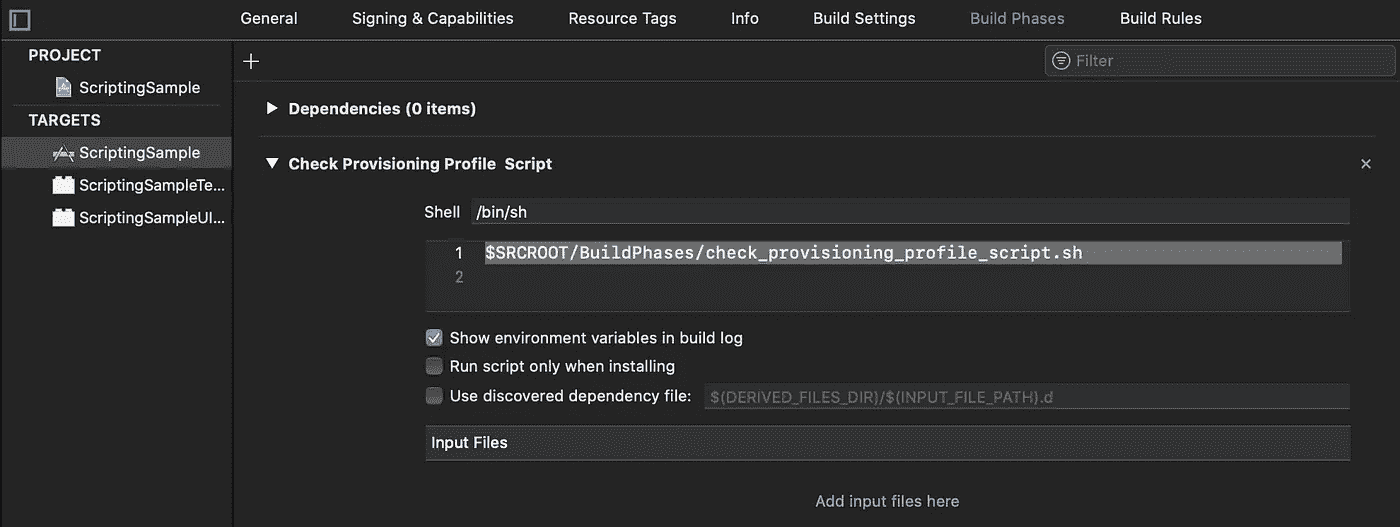 General Signing & Capabilities Resource Tags Info Build Settings Build Phases Build Rules
PROJECT
ScriptingSample
TARGETS
ScriptingSample
ScriptingSampleTe...
ScriptingSampleUI...
Filter
Dependencies (0 items)
Check Provisioning Profile Script
Shell /bin/sh
1 $SRCROOT/BuildPhases/check_provisioning_profile_script.sh
2
Show environment variables in build log
Run script only when installing
Use discovered dependency file: $(DERIVED_FILES_DIR)/$(INPUT_FILE_PATH).d
Input Files
Add input files here